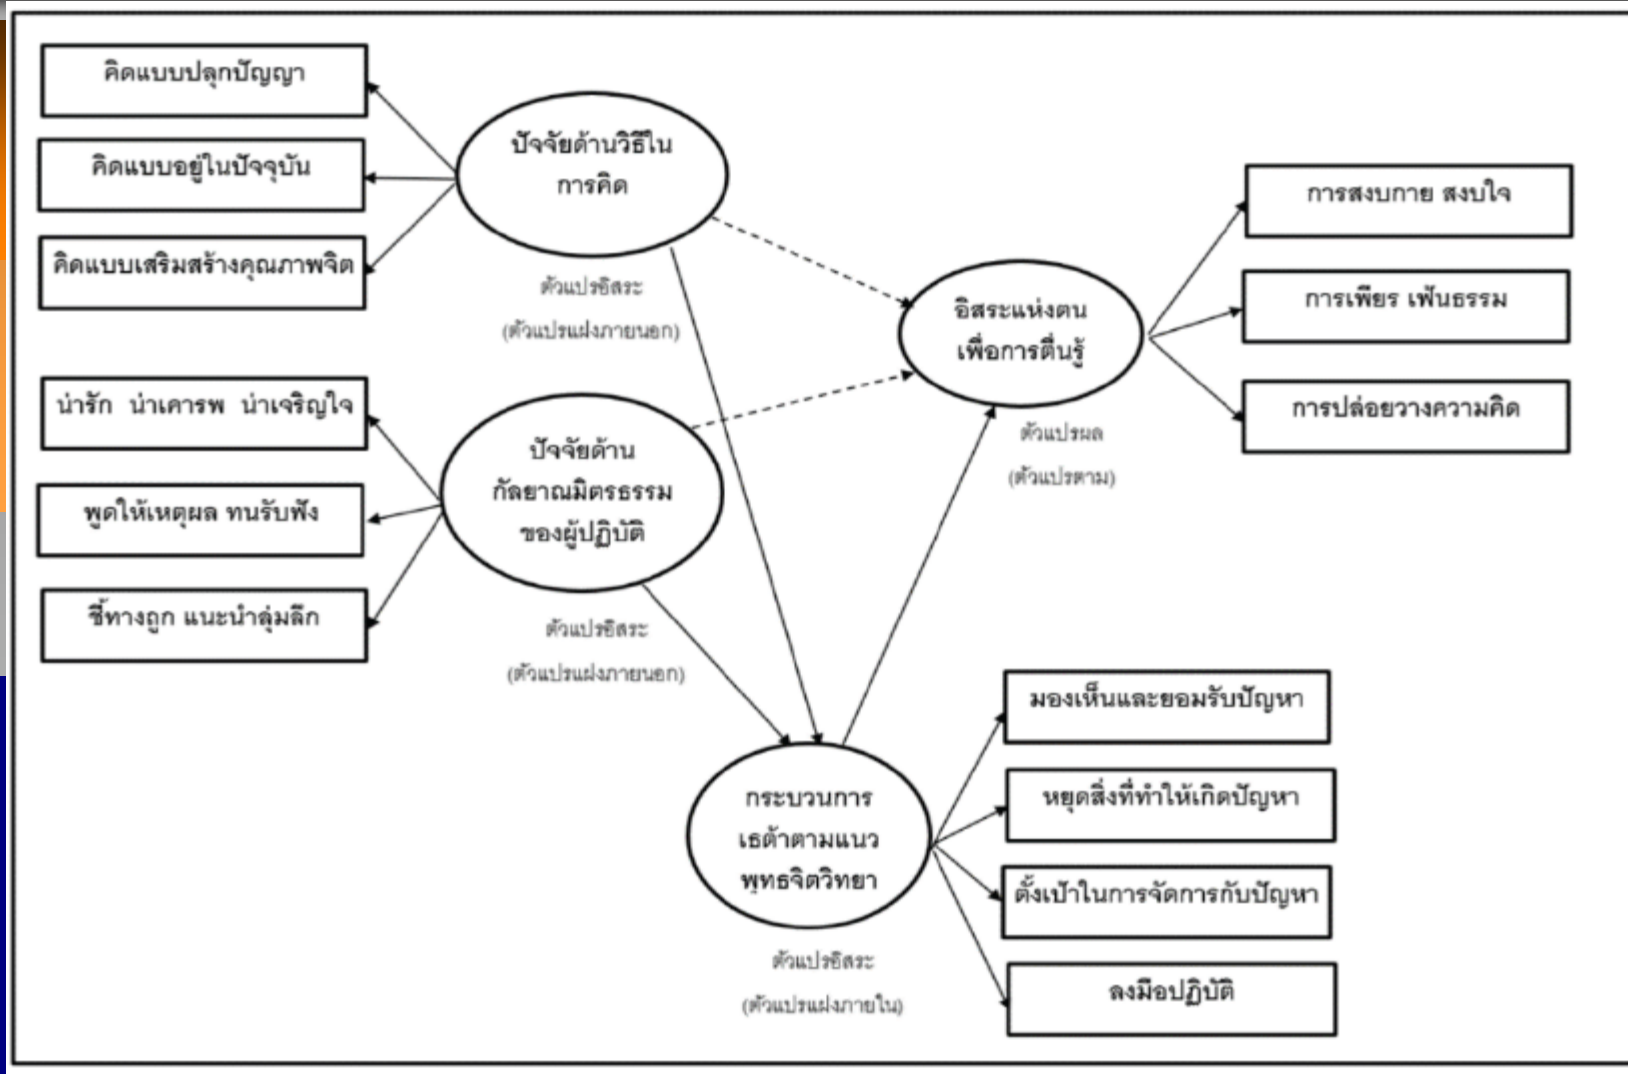 คิดแบบปลุกปัญญา
คิดแบบอยู่ในปัจจุบัน
คิดแบบเสริมสร้างคุณภาพจิต
ปัจจัยด้านวิธีใน
การคิด
ตัวแปรอิสระ
(ตัวแปรแฝงภายนอก)
น่ารัก น่าเคารพ น่าเจริญใจ
พูดให้เหตุผล ทนรับฟัง
ชี้ทางถูก แนะนำลุ่มลึก
ปัจจัยด้าน
กัลยาณมิตรธรรม
ของผู้ปฏิบัติ
ตัวแปรอิสระ
(ตัวแปรแฝงภายนอก)
อิสระแห่งตน
เพื่อการตื่นรู้
ตัวแปรผล
(ตัวแปรตาม)
การสงบกาย สงบใจ
การเพียร เฟ้นธรรม
การปล่อยวางความคิด
กระบวนการ
เธต้าตามแนว
พุทธจิตวิทยา
ตัวแปรอิสระ
(ตัวแปรแฝงภายใน)
มองเห็นและยอมรับปัญหา
หยุดสิ่งที่ทำให้เกิดปัญหา
ตั้งเป้าในการจัดการกับปัญหา
ลงมือปฏิบัติ